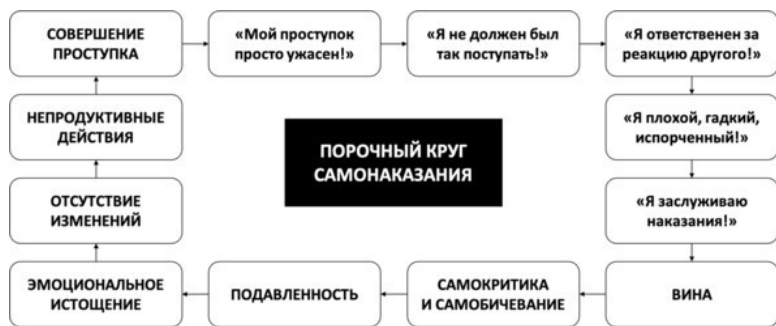 СОВЕРШЕНИЕ
ПРОСТУПКА
«Мой проступок
просто ужасен!»
«Я не должен был
так поступать!»
«Я ответственен за
реакцию другого!»
«Я плохой, гадкий,
испорченный!»
«Я заслуживаю
наказания!»
ВИНА
САМОКРИТИКА
И САМОБИЧЕВАНИЕ
ПОДАВЛЕННОСТЬ
ЭМОЦИОНАЛЬНОЕ
ИСТОЩЕНИЕ
ОТСУТСТВИЕ
ИЗМЕНЕНИЙ
НЕПРОДУКТИВНЫЕ
ДЕЙСТВИЯ
ПОРОЧНЫЙ КРУГ
САМОНАКАЗАНИЯ